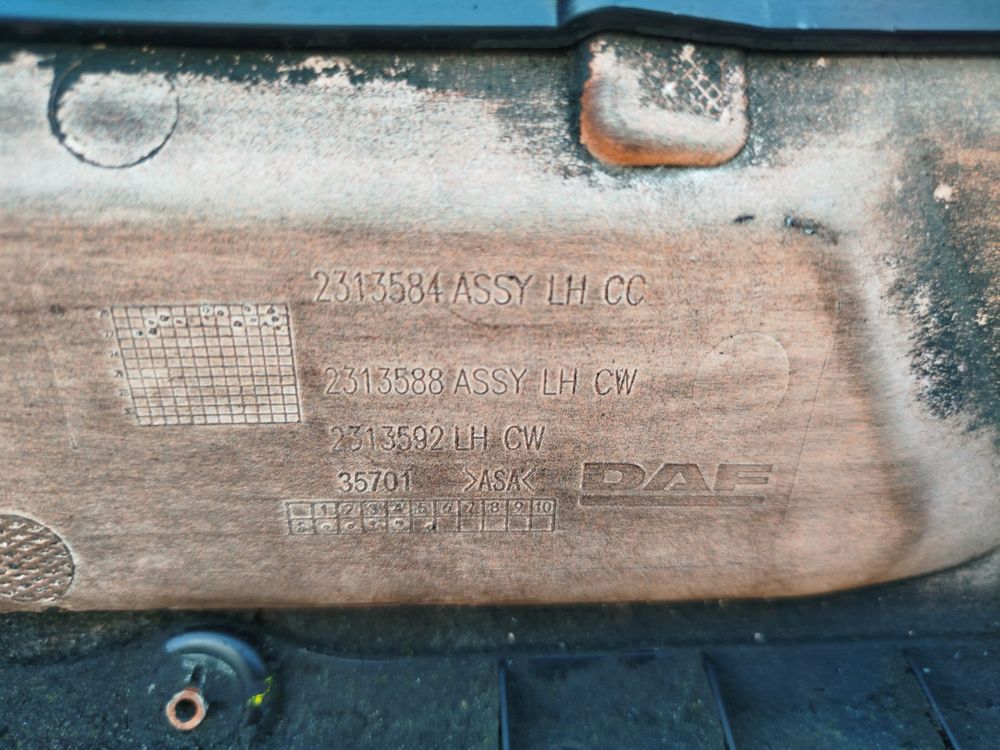 2313584 ASSY LH CC
2313588 ASSY LH CW
2313592 LH CW
35701 >ASA<
DAF
1 2 3 4 5 6 7 8 9 10